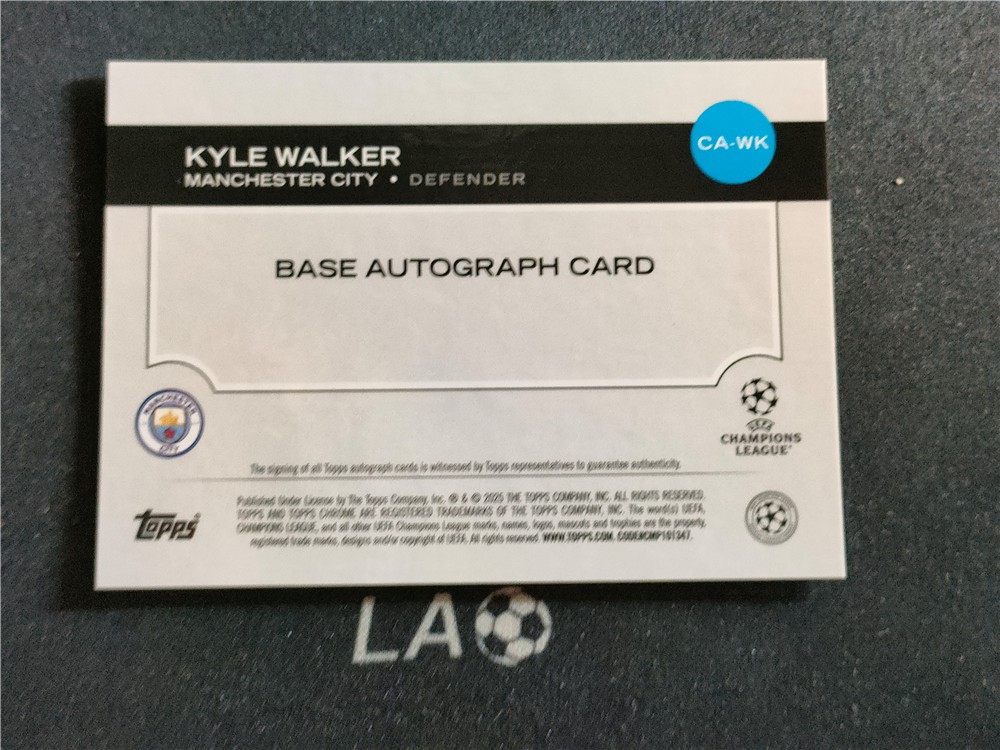 KYLE WALKER
MANCHESTER CITY • DEFENDER
CA-WK
BASE AUTOGRAPH CARD
MANCHESTER
CITY
UEFA
CHAMPIONS
LEAGUE
The signing of all Topps autograph cards is witnessed by Topps representatives to guarantee authenticity.
Topps
Published Under License by The Topps Company, Inc. ® & © 2025 THE TOPPS COMPANY, INC. ALL RIGHTS RESERVED.
TOPPS AND TOPPS CHROME ARE REGISTERED TRADEMARKS OF THE TOPPS COMPANY, INC. The word(s) UEFA,
CHAMPIONS LEAGUE, and all other UEFA Champions League marks, names, logos, mascots and trophies are the property,
registered trade marks, designs and/or copyright of UEFA. All rights reserved. WWW.TOPPS.COM. CODE#CMP101347.
LA